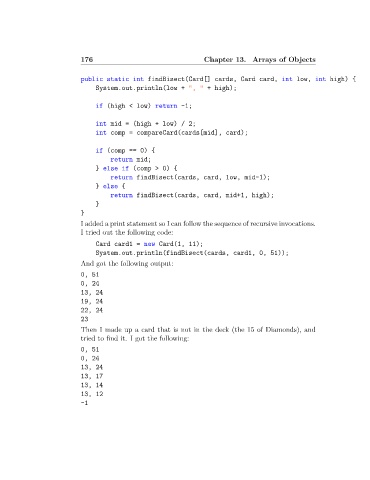 176 Chapter 13. Arrays of Objects
public static int findBisect(Card[] cards, Card card, int low, int high) {
System.out.println(low + ", " + high);
if (high < low) return -1;
int mid = (high + low) / 2;
int comp = compareCard(cards[mid], card);
if (comp == 0) {
return mid;
} else if (comp > 0) {
return findBisect(cards, card, low, mid-1);
} else {
return findBisect(cards, card, mid+1, high);
}
}
I added a print statement so I can follow the sequence of recursive invocations.
I tried out the following code:
Card card1 = new Card(1, 11);
System.out.println(findBisect(cards, card1, 0, 51));
And got the following output:
0, 51
0, 24
13, 24
19, 24
22, 24
23
Then I made up a card that is not in the deck (the 15 of Diamonds), and
tried to find it. I got the following:
0, 51
0, 24
13, 24
13, 17
13, 14
13, 12
-1